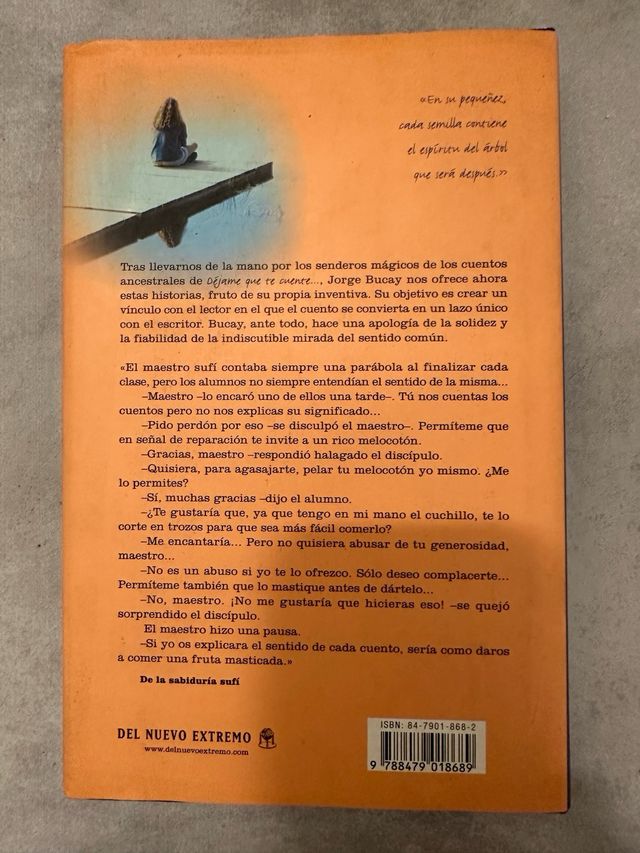 «En su pequeñez,
cada semilla contiene
el espíritu del árbol
que será después.»
Tras llevarnos de la mano por los senderos mágicos de los cuentos
ancestrales de Déjame que te cuente..., Jorge Bucay nos ofrece ahora
estas historias, fruto de su propia inventiva. Su objetivo es crear un
vínculo con el lector en el que el cuento se convierta en un lazo único
con el escritor. Bucay, ante todo, hace una apología de la solidez y
la fiabilidad de la indiscutible mirada del sentido común.
«El maestro sufí contaba siempre una parábola al finalizar cada
clase, pero los alumnos no siempre entendían el sentido de la misma...
–Maestro –lo encaró uno de ellos una tarde–. Tú nos cuentas los
cuentos pero no nos explicas su significado...
–Pido perdón por eso –se disculpó el maestro–. Permíteme que
en señal de reparación te invite a un rico melocotón.
–Gracias, maestro –respondió halagado el discípulo.
–Quisiera, para agasajarte, pelar tu melocotón yo mismo. ¿Me
lo permites?
–Sí, muchas gracias –dijo el alumno.
–¿Te gustaría que, ya que tengo en mi mano el cuchillo, te lo
corte en trozos para que sea más fácil comerlo?
–Me encantaría... Pero no quisiera abusar de tu generosidad,
maestro...
–No es un abuso si yo te lo ofrezco. Sólo deseo complacerte...
Permíteme también que lo mastique antes de dártelo...
–No, maestro. ¡No me gustaría que hicieras eso! –se quejó
sorprendido el discípulo.
El maestro hizo una pausa.
–Si yo os explicara el sentido de cada cuento, sería como daros
a comer una fruta masticada.»
De la sabiduría sufí
DEL NUEVO EXTREMO
www.delnuevoextremo.com
ISBN: 84-7901-868-2
9 788479 018689